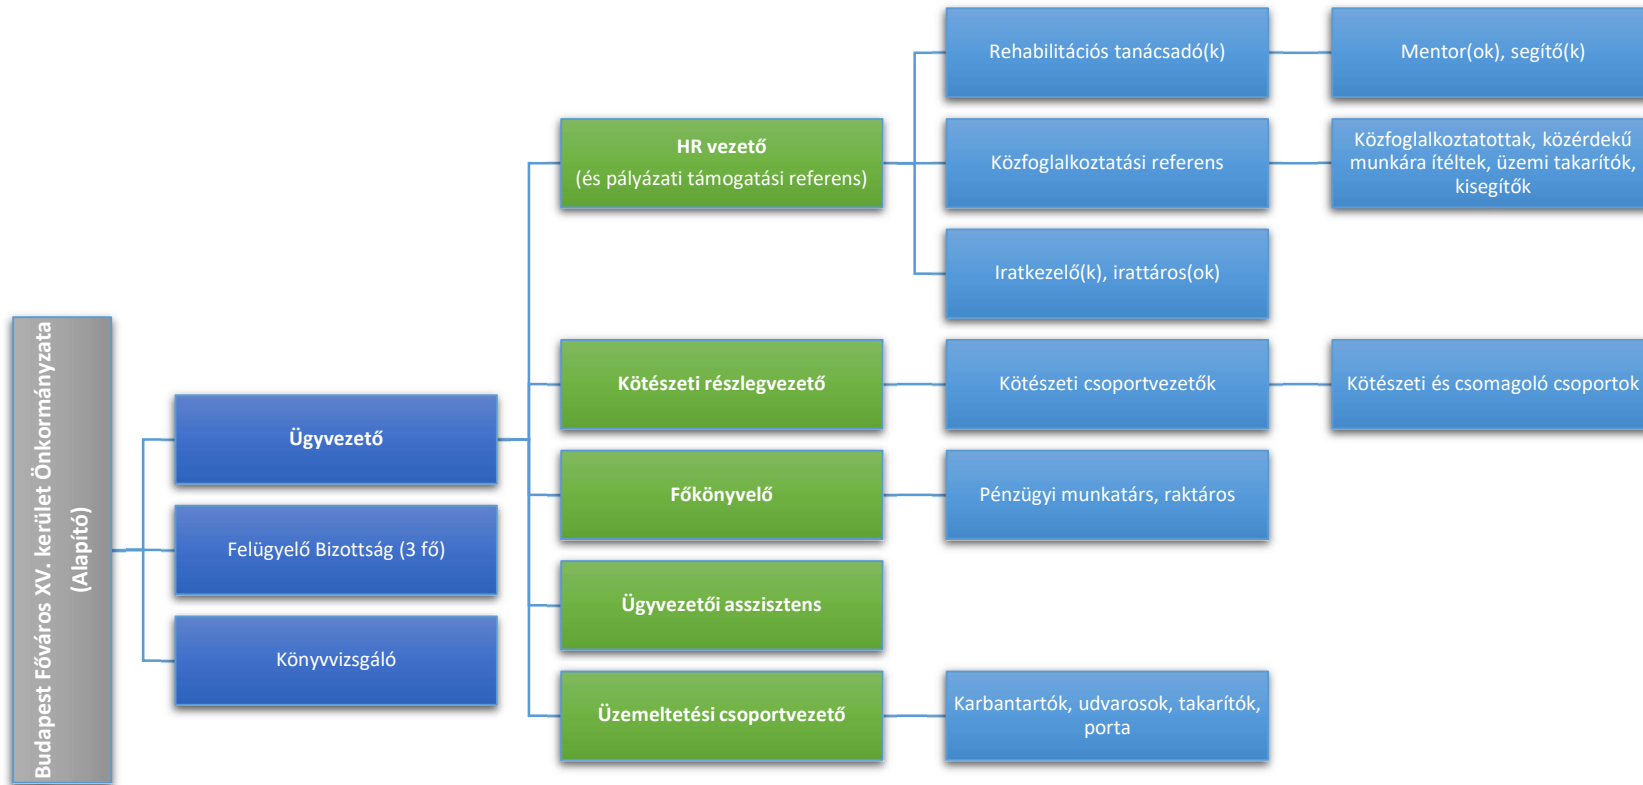 Budapest Főváros XV. kerület Önkormányzata
(Alapító)
Ügyvezető
Felügyelő Bizottság (3 fő)
Könyvvizsgáló
HR vezető
(és pályázati támogatási referens)
Rehabilitációs tanácsadó(k)
Mentor(ok), segítő(k)
Közfoglalkoztatási referens
Közfoglalkoztatottak, közérdekű
munkára ítéltek, üzemi takarítók,
kisegítők
Iratkezelő(k), irattáros(ok)
Kötészeti részlegvezető
Kötészeti csoportvezetők
Kötészeti és csomagoló csoportok
Főkönyvelő
Pénzügyi munkatárs, raktáros
Ügyvezetői asszisztens
Üzemeltetési csoportvezető
Karbantartók, udvarosok, takarítók,
porta